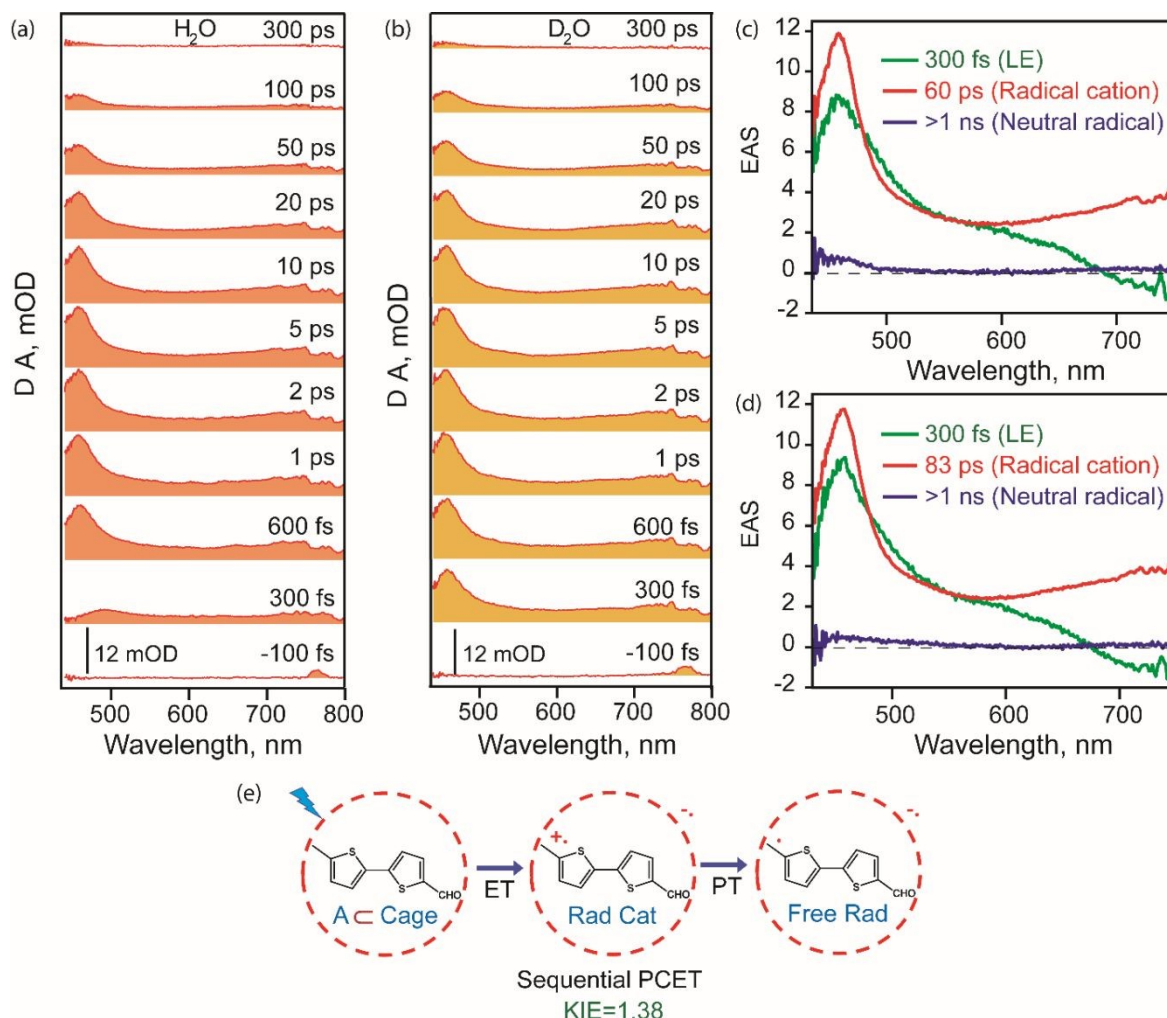 (a)
H₂O
300 ps
100 ps
50 ps
20 ps
10 ps
5 ps
2 ps
1 ps
600 fs
300 fs
12 mOD
-100 fs
D A, mOD
500 600 700 800
Wavelength, nm
(b)
D₂O
300 ps
100 ps
50 ps
20 ps
10 ps
5 ps
2 ps
1 ps
600 fs
300 fs
12 mOD
-100 fs
D A, mOD
500 600 700 800
Wavelength, nm
(c)
12
10
8
6
4
2
0
-2
EAS
300 fs (LE)
60 ps (Radical cation)
>1 ns (Neutral radical)
500 600 700
Wavelength, nm
(d)
12
10
8
6
4
2
0
-2
EAS
300 fs (LE)
83 ps (Radical cation)
>1 ns (Neutral radical)
500 600 700
Wavelength, nm
(e)
S
S
CHO
A ⊂ Cage
ET
+.
-.
S
S
CHO
Rad Cat
PT
.
-.
S
S
CHO
Free Rad
Sequential PCET
KIE=1.38